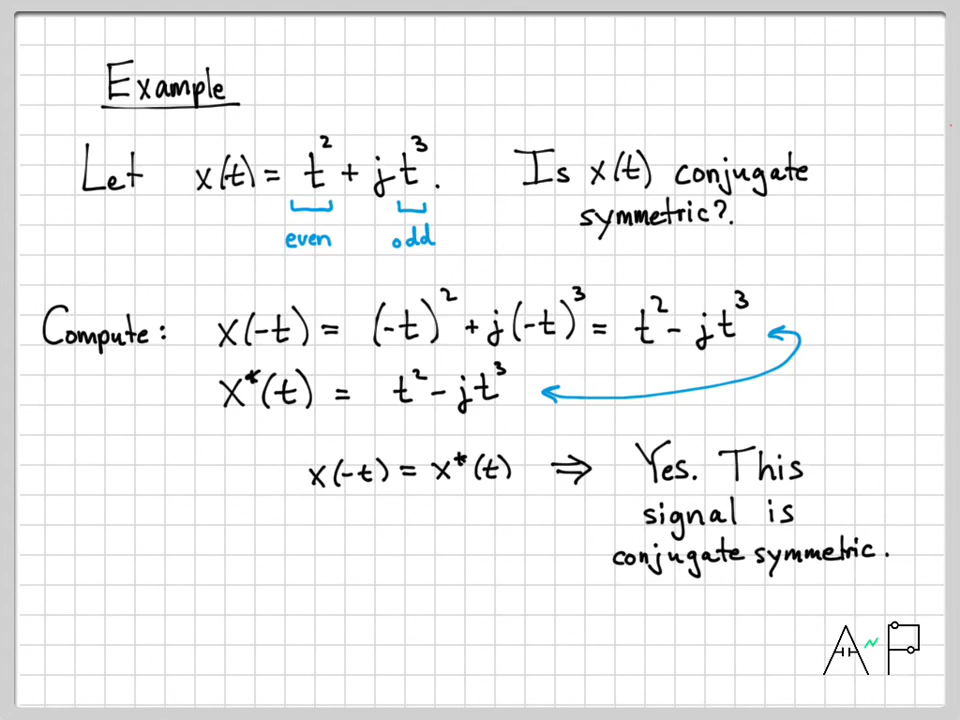 Example
Let x(t) = t² + jt³. Is x(t) conjugate
symmetric?
even odd
Compute: x(-t) = (-t)² + j(-t)³ = t² - jt³
x*(t) = t² - jt³
x(-t) = x*(t) ⇒ Yes. This
signal is
conjugate symmetric.
A P